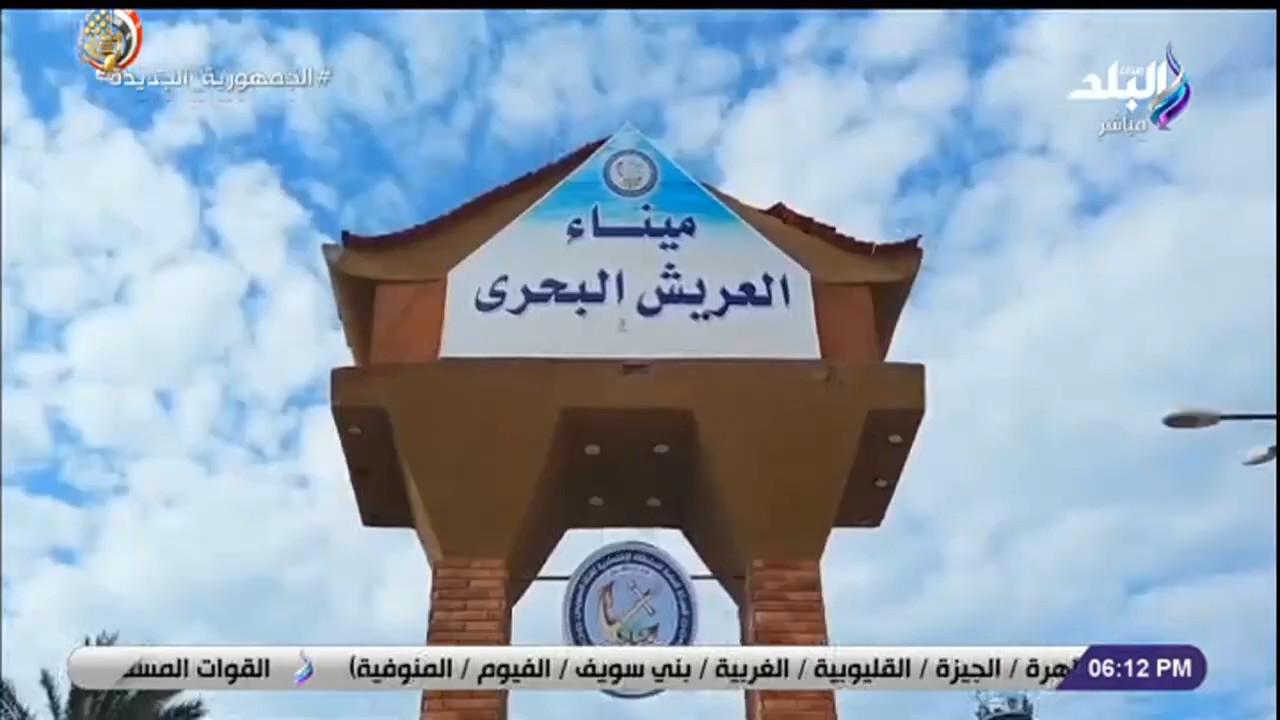 #الجمهورية_الجديدة
صدى
البلد
مباشر
ميناء
العريش البحرى
هرة / الجيزة / القليوبية / الغربية / بني سويف / الفيوم / المنوفية) القوات المس
06:12 PM